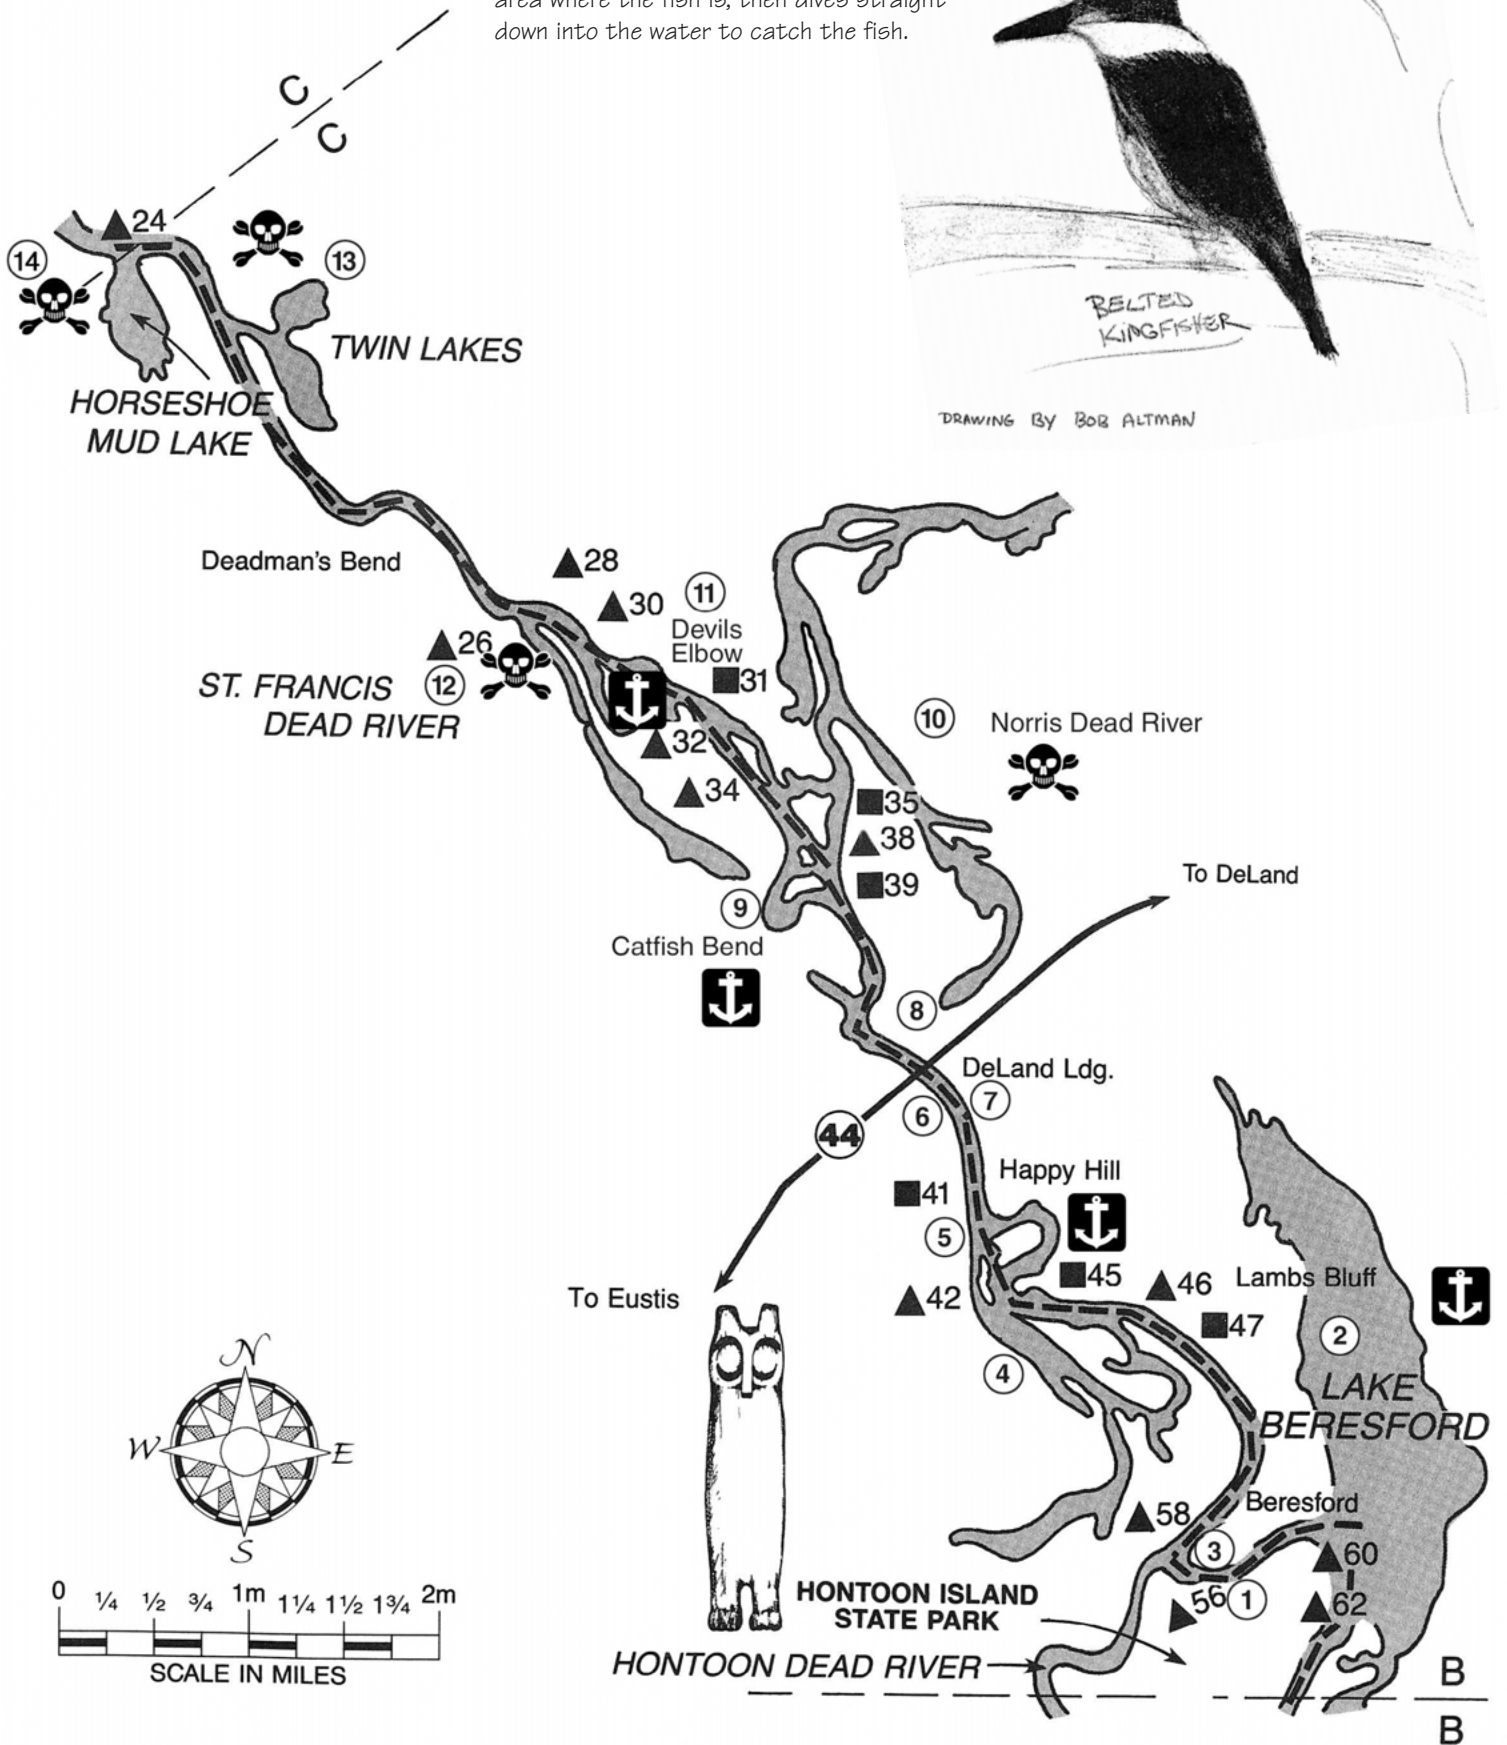 area where the fish is, then dives straight
down into the water to catch the fish.
BELTED
KINGFISHER
DRAWING BY BOB ALTMAN
C
C
24
14
13
TWIN LAKES
HORSESHOE
MUD LAKE
Deadman's Bend
28
30
11
Devils
Elbow
26
12
31
ST. FRANCIS
DEAD RIVER
10
Norris Dead River
32
34
35
38
39
To DeLand
9
Catfish Bend
8
DeLand Ldg.
7
6
44
Happy Hill
41
5
45
46
Lambs Bluff
42
47
2
To Eustis
4
LAKE
BERESFORD
N
W
E
S
Beresford
58
3
60
56
1
62
0 ¼ ½ ¾ 1m 1¼ 1½ 1¾ 2m
SCALE IN MILES
HONTOON ISLAND
STATE PARK
HONTOON DEAD RIVER
B
B